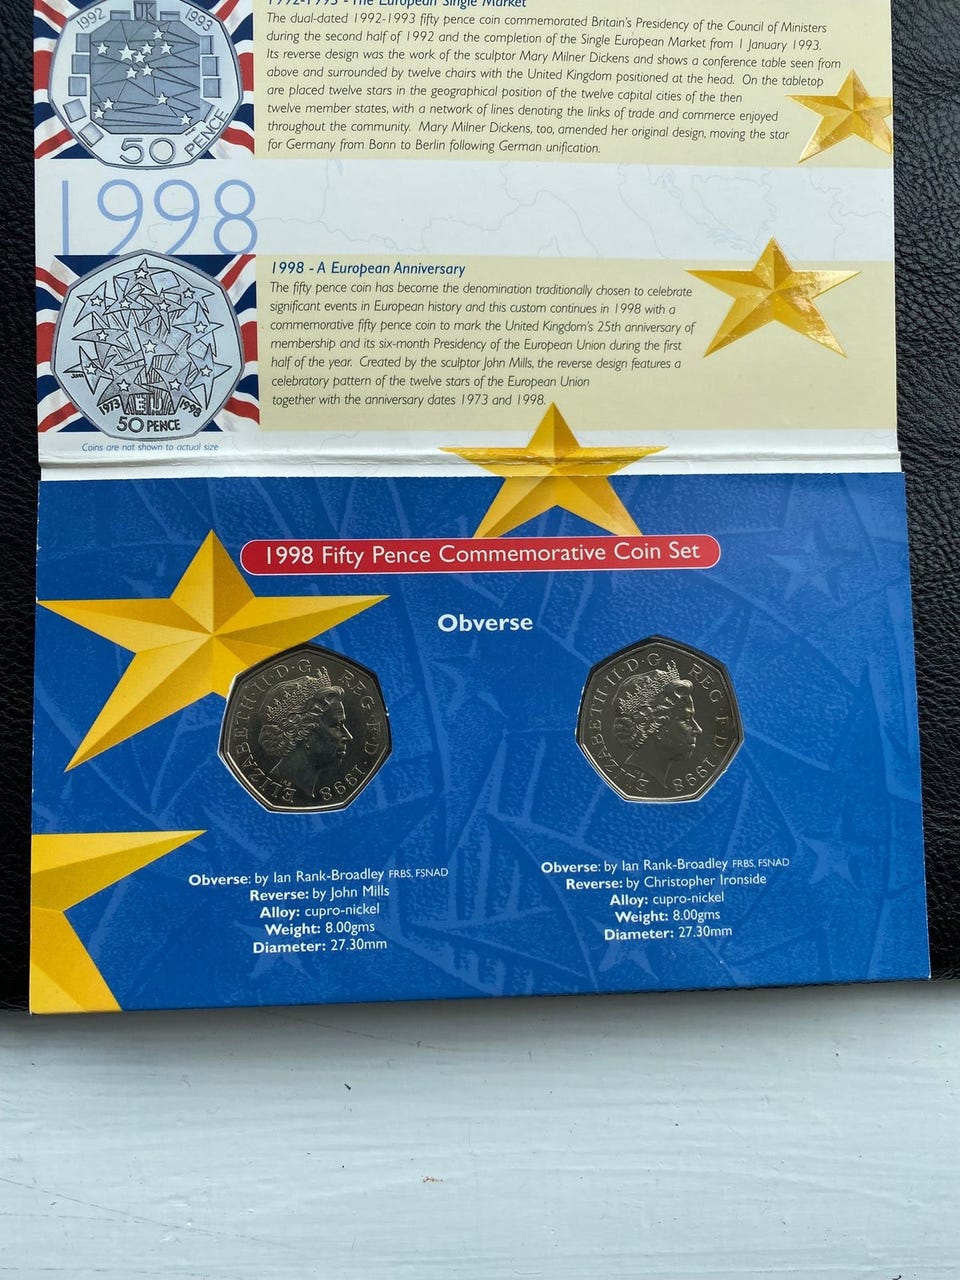 1992-1993 - The European Single Market
The dual-dated 1992-1993 fifty pence coin commemorated Britain's Presidency of the Council of Ministers
during the second half of 1992 and the completion of the Single European Market from 1 January 1993.
Its reverse design was the work of the sculptor Mary Milner Dickens and shows a conference table seen from
above and surrounded by twelve chairs with the United Kingdom positioned at the head. On the tabletop
are placed twelve stars in the geographical position of the twelve capital cities of the then
twelve member states, with a network of lines denoting the links of trade and commerce enjoyed
throughout the community. Mary Milner Dickens, too, amended her original design, moving the star
for Germany from Bonn to Berlin following German unification.
1992 UK 1993
50 PENCE
1998
1998 - A European Anniversary
The fifty pence coin has become the denomination traditionally chosen to celebrate
significant events in European history and this custom continues in 1998 with a
commemorative fifty pence coin to mark the United Kingdom's 25th anniversary of
membership and its six-month Presidency of the European Union during the first
half of the year. Created by the sculptor John Mills, the reverse design features a
celebratory pattern of the twelve stars of the European Union
together with the anniversary dates 1973 and 1998.
1973 EU 1998
50 PENCE
Coins are not shown to actual size
1998 Fifty Pence Commemorative Coin Set
Obverse
ELIZABETH·II·D·G REG·F·D·1998
ELIZABETH·II·D·G REG·F·D·1998
Obverse: by Ian Rank-Broadley FRBS, FSNAD
Reverse: by John Mills
Alloy: cupro-nickel
Weight: 8.00gms
Diameter: 27.30mm
Obverse: by Ian Rank-Broadley FRBS, FSNAD
Reverse: by Christopher Ironside
Alloy: cupro-nickel
Weight: 8.00gms
Diameter: 27.30mm